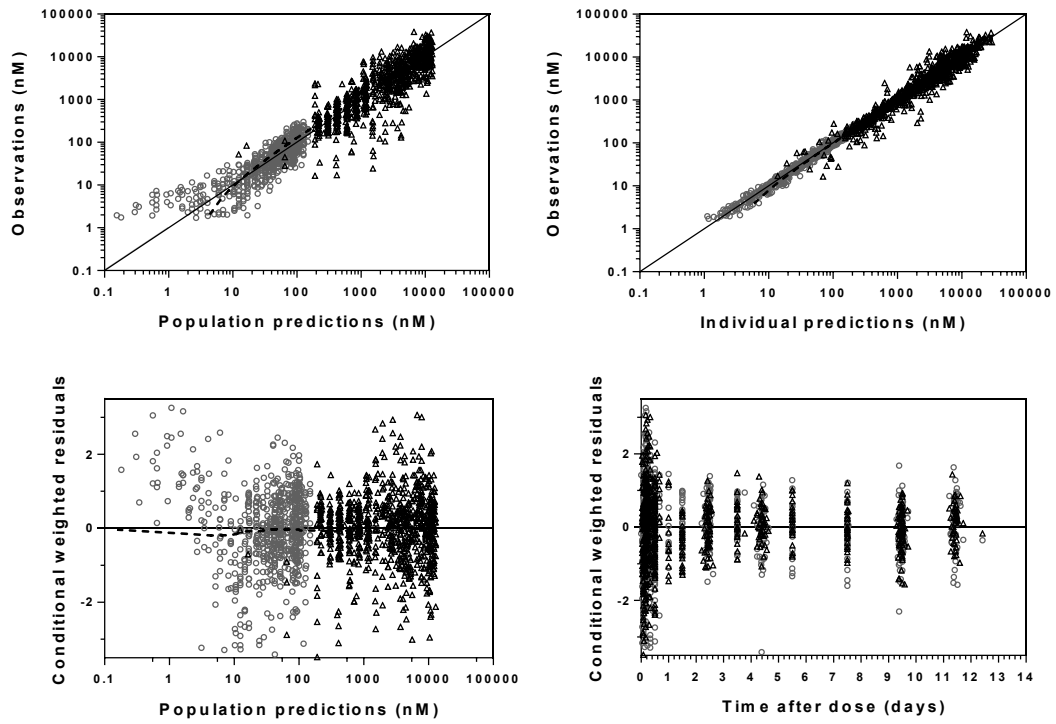 Observations (nM)
100000
10000
1000
100
10
1
0.1
0.1 1 10 100 1000 10000 100000
Population predictions (nM)
Observations (nM)
100000
10000
1000
100
10
1
0.1
0.1 1 10 100 1000 10000 100000
Individual predictions (nM)
Conditional weighted residuals
2
0
-2
0.1 1 10 100 1000 10000 100000
Population predictions (nM)
Conditional weighted residuals
2
0
-2
0 1 2 3 4 5 6 7 8 9 10 11 12 13 14
Time after dose (days)